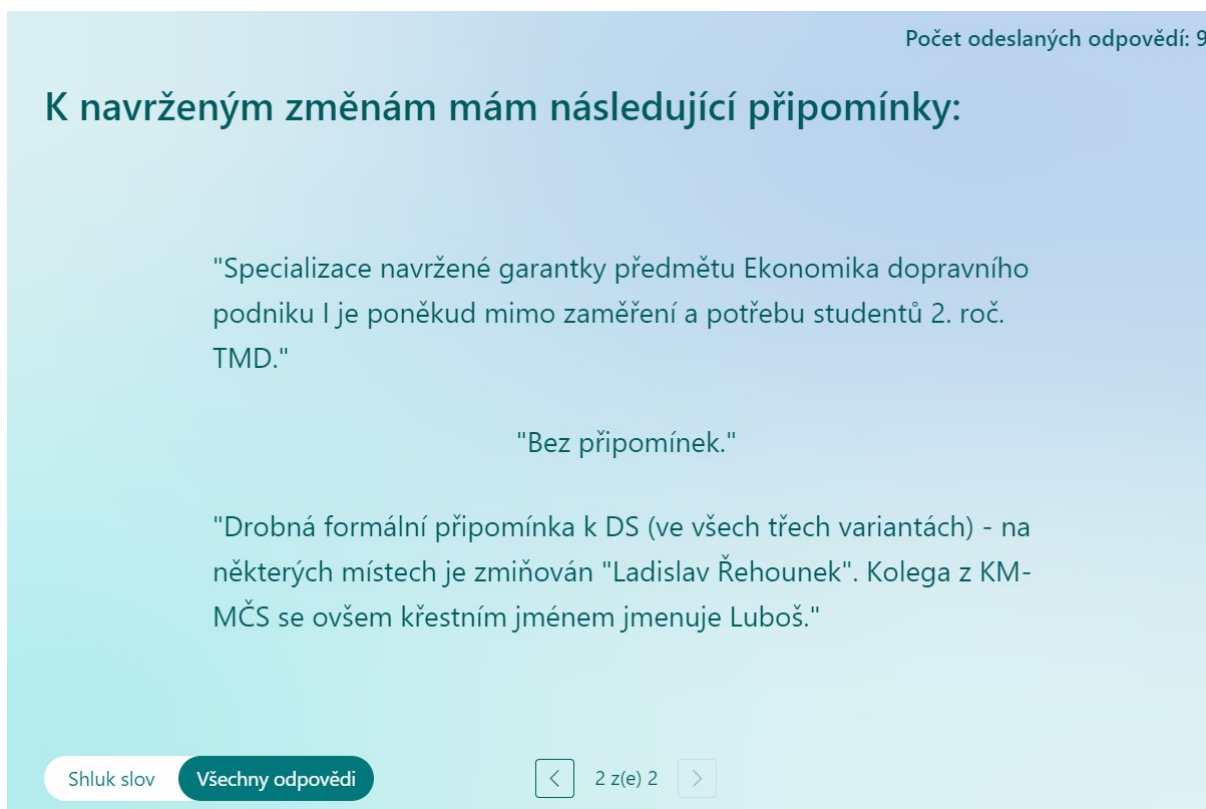 Počet odeslaných odpovědí: 9
K navrženým změnám mám následující připomínky:
"Specializace navržené garantky předmětu Ekonomika dopravního
podniku I je poněkud mimo zaměření a potřebu studentů 2. roč.
TMD."
"Bez připomínek."
"Drobná formální připomínka k DS (ve všech třech variantách) - na
některých místech je zmiňován "Ladislav Řehounek". Kolega z KM-
MČS se ovšem křestním jménem jmenuje Luboš."
Shluk slov Všechny odpovědi < 2 z(e) 2 >